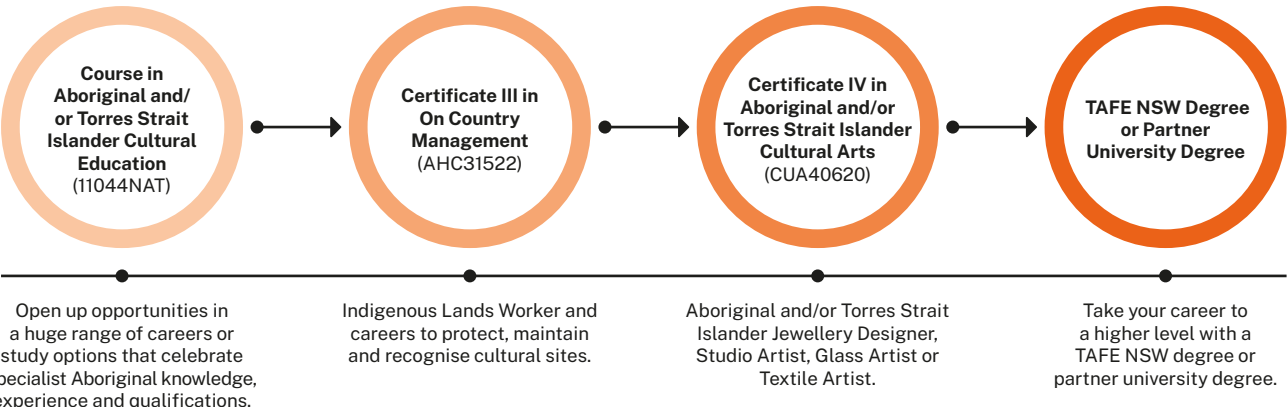 Course in
Aboriginal and/
or Torres Strait
Islander Cultural
Education
(11044NAT)
Certificate III in
On Country
Management
(AHC31522)
Certificate IV in
Aboriginal and/or
Torres Strait Islander
Cultural Arts
(CUA40620)
TAFE NSW Degree
or Partner
University Degree
Open up opportunities in
a huge range of careers or
study options that celebrate
specialist Aboriginal knowledge,
experience and qualifications.
Indigenous Lands Worker and
careers to protect, maintain
and recognise cultural sites.
Aboriginal and/or Torres Strait
Islander Jewellery Designer,
Studio Artist, Glass Artist or
Textile Artist.
Take your career to
a higher level with a
TAFE NSW degree or
partner university degree.